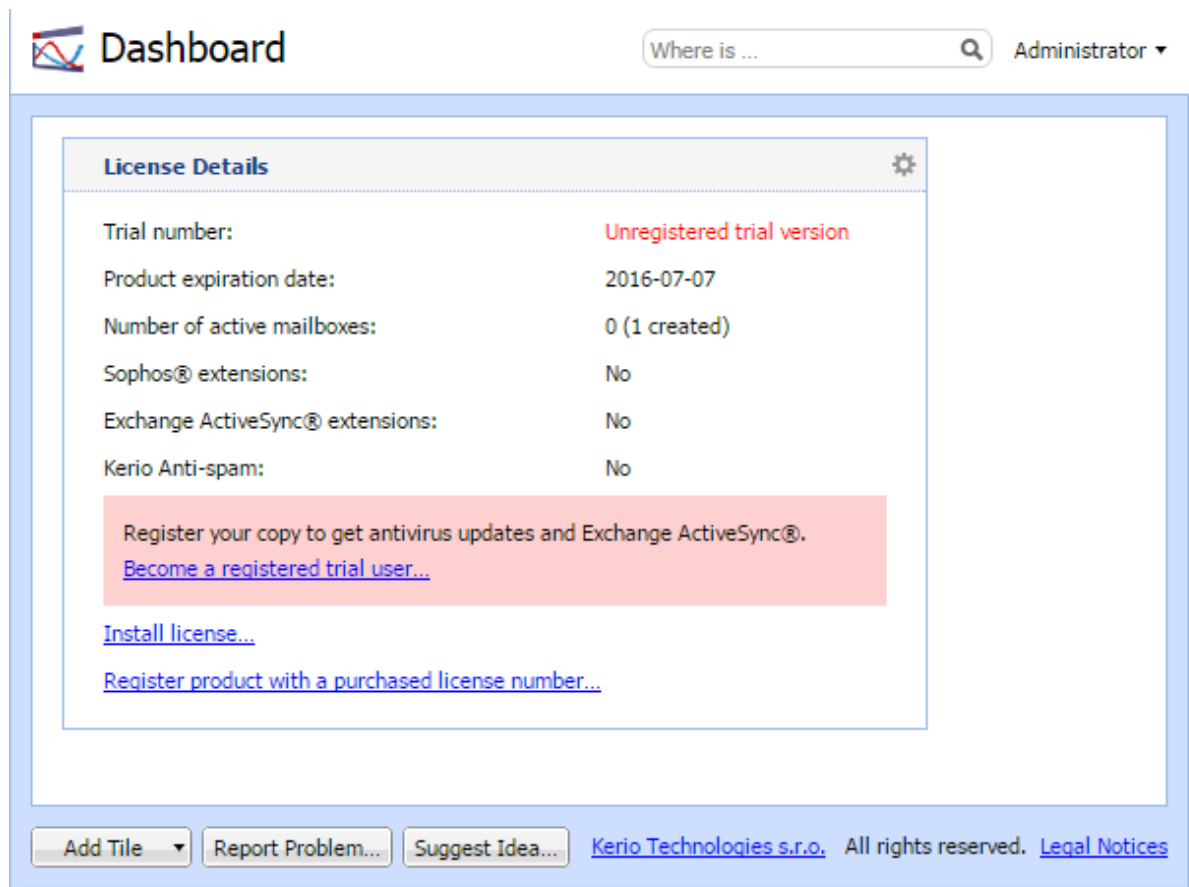 Dashboard
Where is ...
Administrator
License Details
Trial number: Unregistered trial version
Product expiration date: 2016-07-07
Number of active mailboxes: 0 (1 created)
Sophos® extensions: No
Exchange ActiveSync® extensions: No
Kerio Anti-spam: No
Register your copy to get antivirus updates and Exchange ActiveSync®.
Become a registered trial user...
Install license...
Register product with a purchased license number...
Add Tile Report Problem... Suggest Idea... Kerio Technologies s.r.o. All rights reserved. Legal Notices